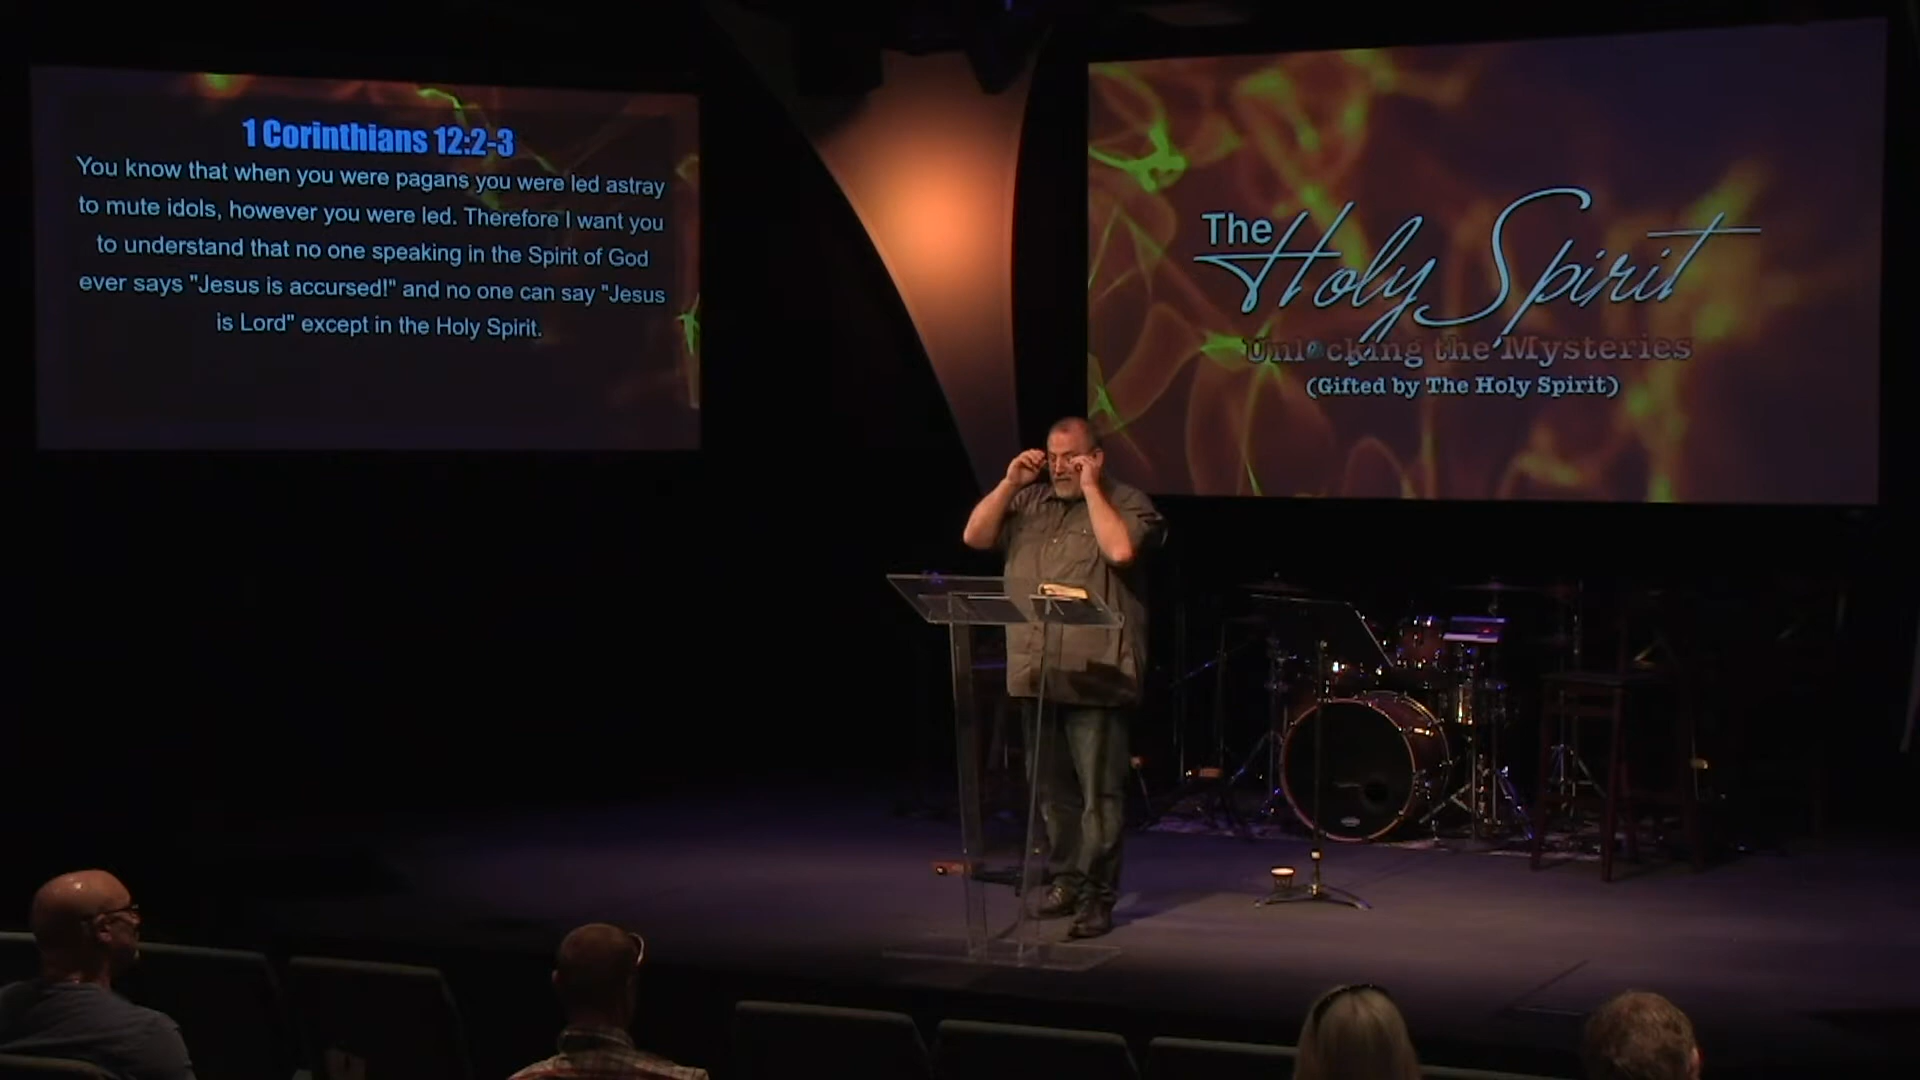 1 Corinthians 12:2-3
You know that when you were pagans you were led astray
to mute idols, however you were led. Therefore I want you
to understand that no one speaking in the Spirit of God
ever says "Jesus is accursed!" and no one can say "Jesus
is Lord" except in the Holy Spirit.
The Holy Spirit
Unlocking the Mysteries
(Gifted by The Holy Spirit)